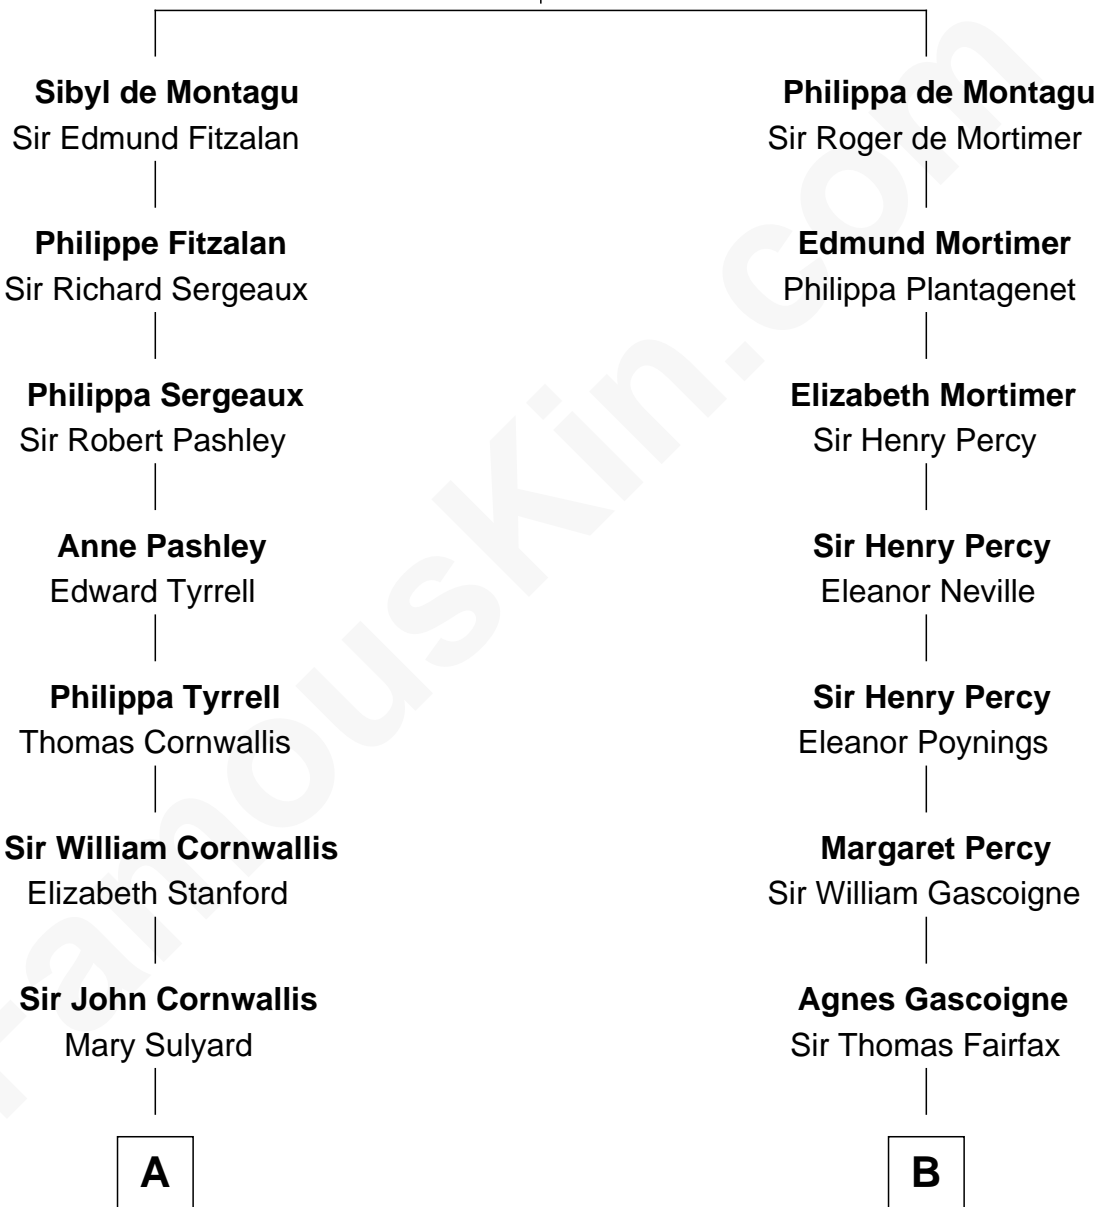 Sibyl de Montagu
Sir Edmund Fitzalan
Philippe Fitzalan
Sir Richard Sergeaux
Philippa Sergeaux
Sir Robert Pashley
Anne Pashley
Edward Tyrrell
Philippa Tyrrell
Thomas Cornwallis
Sir William Cornwallis
Elizabeth Stanford
Sir John Cornwallis
Mary Sulyard
A
Philippa de Montagu
Sir Roger de Mortimer
Edmund Mortimer
Philippa Plantagenet
Elizabeth Mortimer
Sir Henry Percy
Sir Henry Percy
Eleanor Neville
Sir Henry Percy
Eleanor Poynings
Margaret Percy
Sir William Gascoigne
Agnes Gascoigne
Sir Thomas Fairfax
B
FamousKin.com